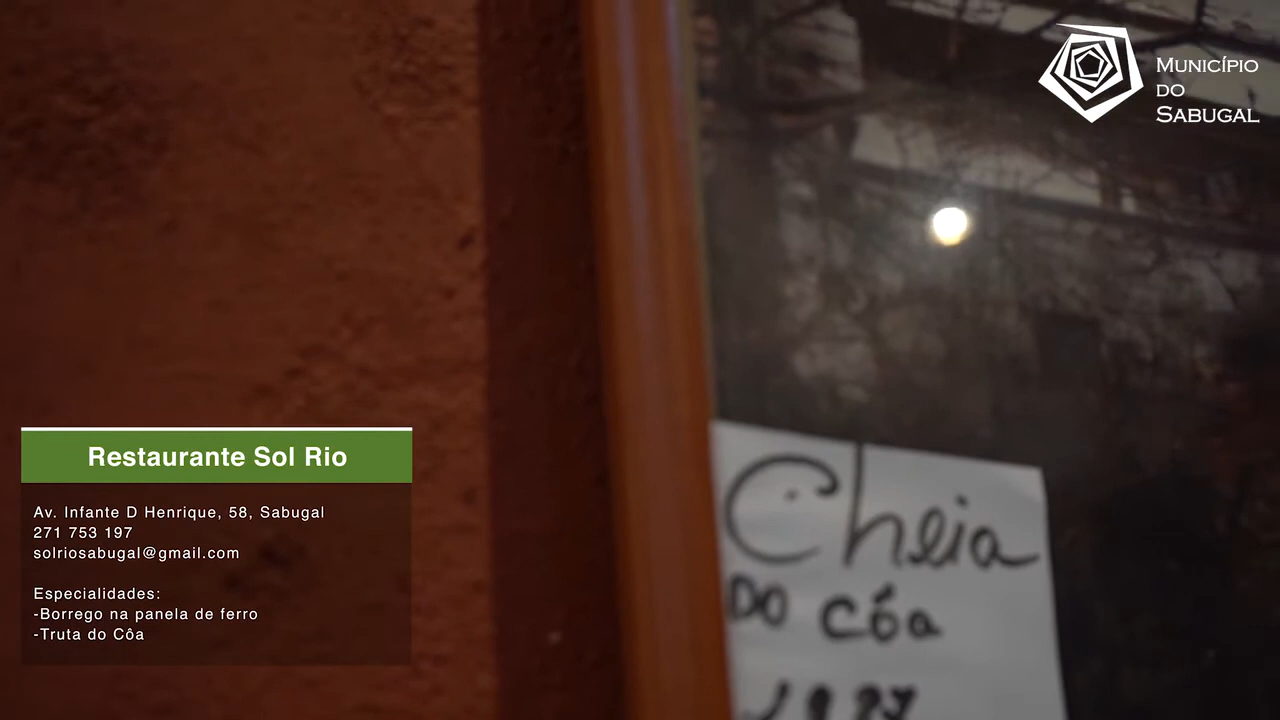 Município
do
Sabugal
Restaurante Sol Rio
Av. Infante D Henrique, 58, Sabugal
271 753 197
solriosabugal@gmail.com
Especialidades:
-Borrego na panela de ferro
-Truta do Côa
Cheia
DO CÔa